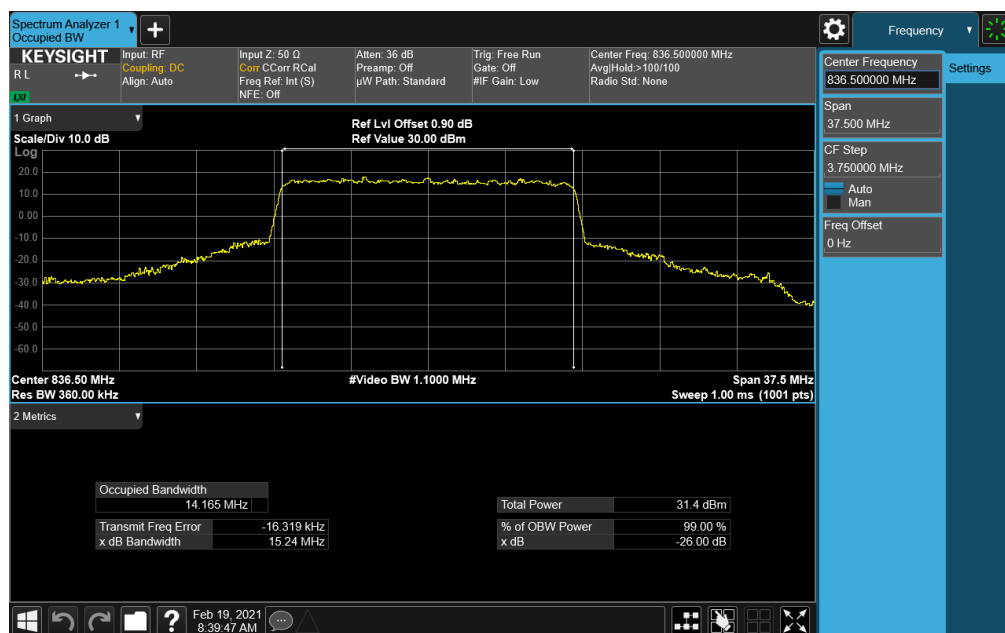 Spectrum Analyzer 1
Occupied BW
Frequency
KEYSIGHT
R L
LXI
Input: RF
Coupling: DC
Align: Auto
Input Z: 50 Ω
Corr CCorr RCal
Freq Ref: Int (S)
NFE: Off
Atten: 36 dB
Preamp: Off
µW Path: Standard
Trig: Free Run
Gate: Off
#IF Gain: Low
Center Freq: 836.500000 MHz
Avg|Hold:>100/100
Radio Std: None
Center Frequency
836.500000 MHz
Settings
Span
37.500 MHz
CF Step
3.750000 MHz
Auto
Man
Freq Offset
0 Hz
1 Graph
Scale/Div 10.0 dB
Ref Lvl Offset 0.90 dB
Ref Value 30.00 dBm
Log
20.0
10.0
0.00
-10.0
-20.0
-30.0
-40.0
-50.0
-60.0
Center 836.50 MHz
Res BW 360.00 kHz
#Video BW 1.1000 MHz
Span 37.5 MHz
Sweep 1.00 ms (1001 pts)
2 Metrics
Occupied Bandwidth
14.165 MHz
Transmit Freq Error -16.319 kHz
x dB Bandwidth 15.24 MHz
Total Power 31.4 dBm
% of OBW Power 99.00 %
x dB -26.00 dB
Feb 19, 2021
8:39:47 AM